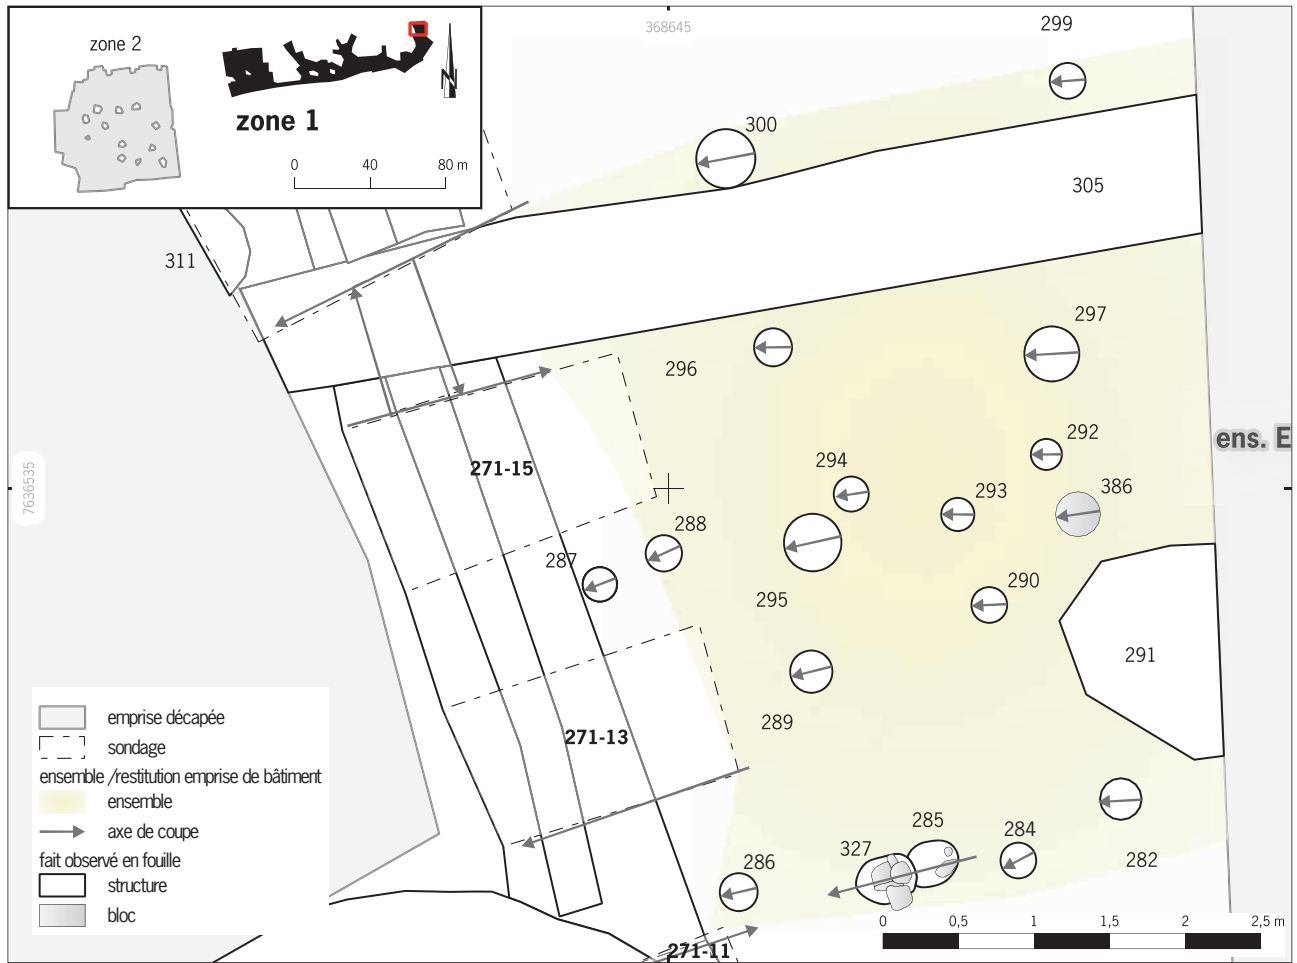 zone 2
zone 1
N
0 40 80 m
368645
299
300
305
311
297
296
7636535
ens. E
292
294
271-15
293
386
288
287
290
295
291
289
271-13
282
284
285
327
286
271-11
emprise décapée
sondage
ensemble /restitution emprise de bâtiment
ensemble
axe de coupe
fait observé en fouille
structure
bloc
0 0,5 1 1,5 2 2,5 m